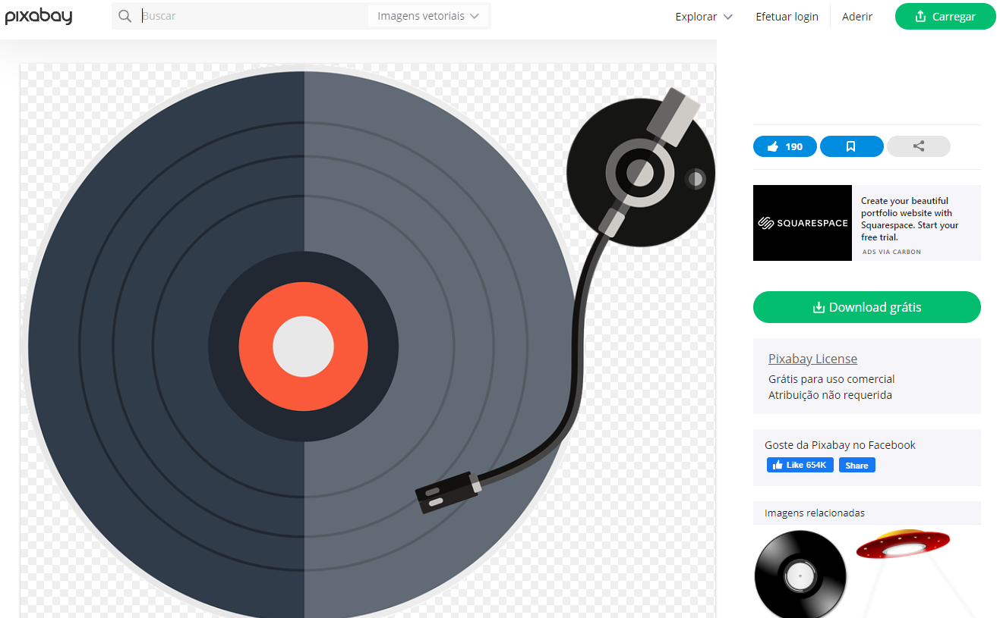 pixabay
Buscar
Imagens vetoriais
Explorar
Efetuar login
Aderir
Carregar
190
SQUARESPACE
Create your beautiful
portfolio website with
Squarespace. Start your
free trial.
ADS VIA CARBON
Download grátis
Pixabay License
Grátis para uso comercial
Atribuição não requerida
Goste da Pixabay no Facebook
Like 654K
Share
Imagens relacionadas